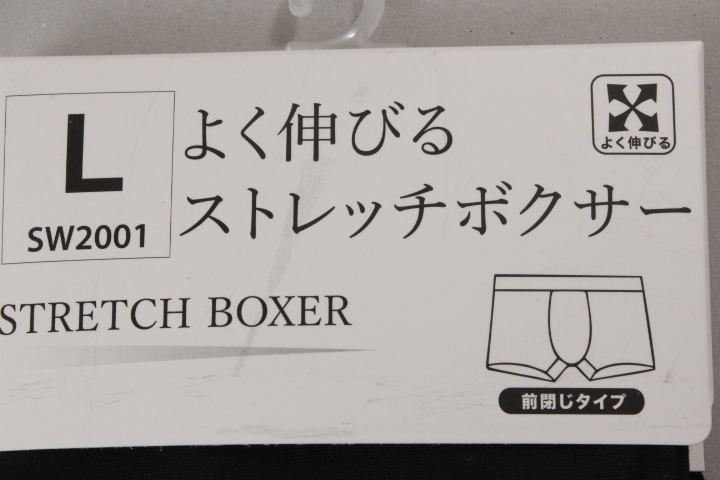 L
SW2001
よく伸びる
ストレッチボクサー
よく伸びる
STRETCH BOXER
前閉じタイプ